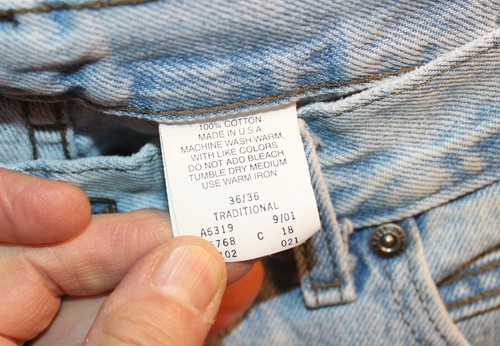 100% COTTON
MADE IN U.S.A.
MACHINE WASH WARM,
WITH LIKE COLORS
DO NOT ADD BLEACH
TUMBLE DRY MEDIUM
USE WARM IRON
36/36
TRADITIONAL
A6319 9/01
768 C 18
02 021